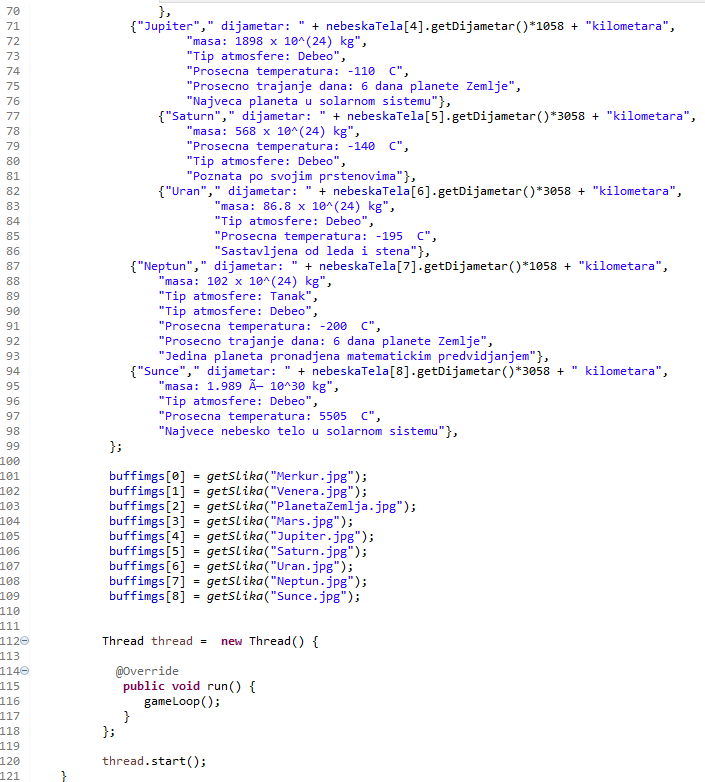 70 },
71 {"Jupiter"," dijametar: " + nebeskaTela[4].getDijametar()*1058 + "kilometara",
72 "masa: 1898 x 10^(24) kg",
73 "Tip atmosfere: Debeo",
74 "Prosecna temperatura: -110  C",
75 "Prosecno trajanje dana: 6 dana planete Zemlje",
76 "Najveca planeta u solarnom sistemu"},
77 {"Saturn"," dijametar: " + nebeskaTela[5].getDijametar()*3058 + "kilometara",
78 "masa: 568 x 10^(24) kg",
79 "Prosecna temperatura: -140  C",
80 "Tip atmosfere: Debeo",
81 "Poznata po svojim prstenovima"},
82 {"Uran"," dijametar: " + nebeskaTela[6].getDijametar()*3058 + "kilometara",
83 "masa: 86.8 x 10^(24) kg",
84 "Tip atmosfere: Debeo",
85 "Prosecna temperatura: -195  C",
86 "Sastavljena od leda i stena"},
87 {"Neptun"," dijametar: " + nebeskaTela[7].getDijametar()*1058 + "kilometara",
88 "masa: 102 x 10^(24) kg",
89 "Tip atmosfere: Tanak",
90 "Tip atmosfere: Debeo",
91 "Prosecna temperatura: -200  C",
92 "Prosecno trajanje dana: 6 dana planete Zemlje",
93 "Jedina planeta pronadjena matematickim predvidjanjem"},
94 {"Sunce"," dijametar: " + nebeskaTela[8].getDijametar()*3058 + " kilometara",
95 "masa: 1.989 Ã— 10^30 kg",
96 "Tip atmosfere: Debeo",
97 "Prosecna temperatura: 5505  C",
98 "Najvece nebesko telo u solarnom sistemu"},
99 };
100
101 buffimgs[0] = getSlika("Merkur.jpg");
102 buffimgs[1] = getSlika("Venera.jpg");
103 buffimgs[2] = getSlika("PlanetaZemlja.jpg");
104 buffimgs[3] = getSlika("Mars.jpg");
105 buffimgs[4] = getSlika("Jupiter.jpg");
106 buffimgs[5] = getSlika("Saturn.jpg");
107 buffimgs[6] = getSlika("Uran.jpg");
108 buffimgs[7] = getSlika("Neptun.jpg");
109 buffimgs[8] = getSlika("Sunce.jpg");
110
111
112 Thread thread =  new Thread() {
113
114 @Override
115 public void run() {
116 gameLoop();
117 }
118 };
119
120 thread.start();
121 }